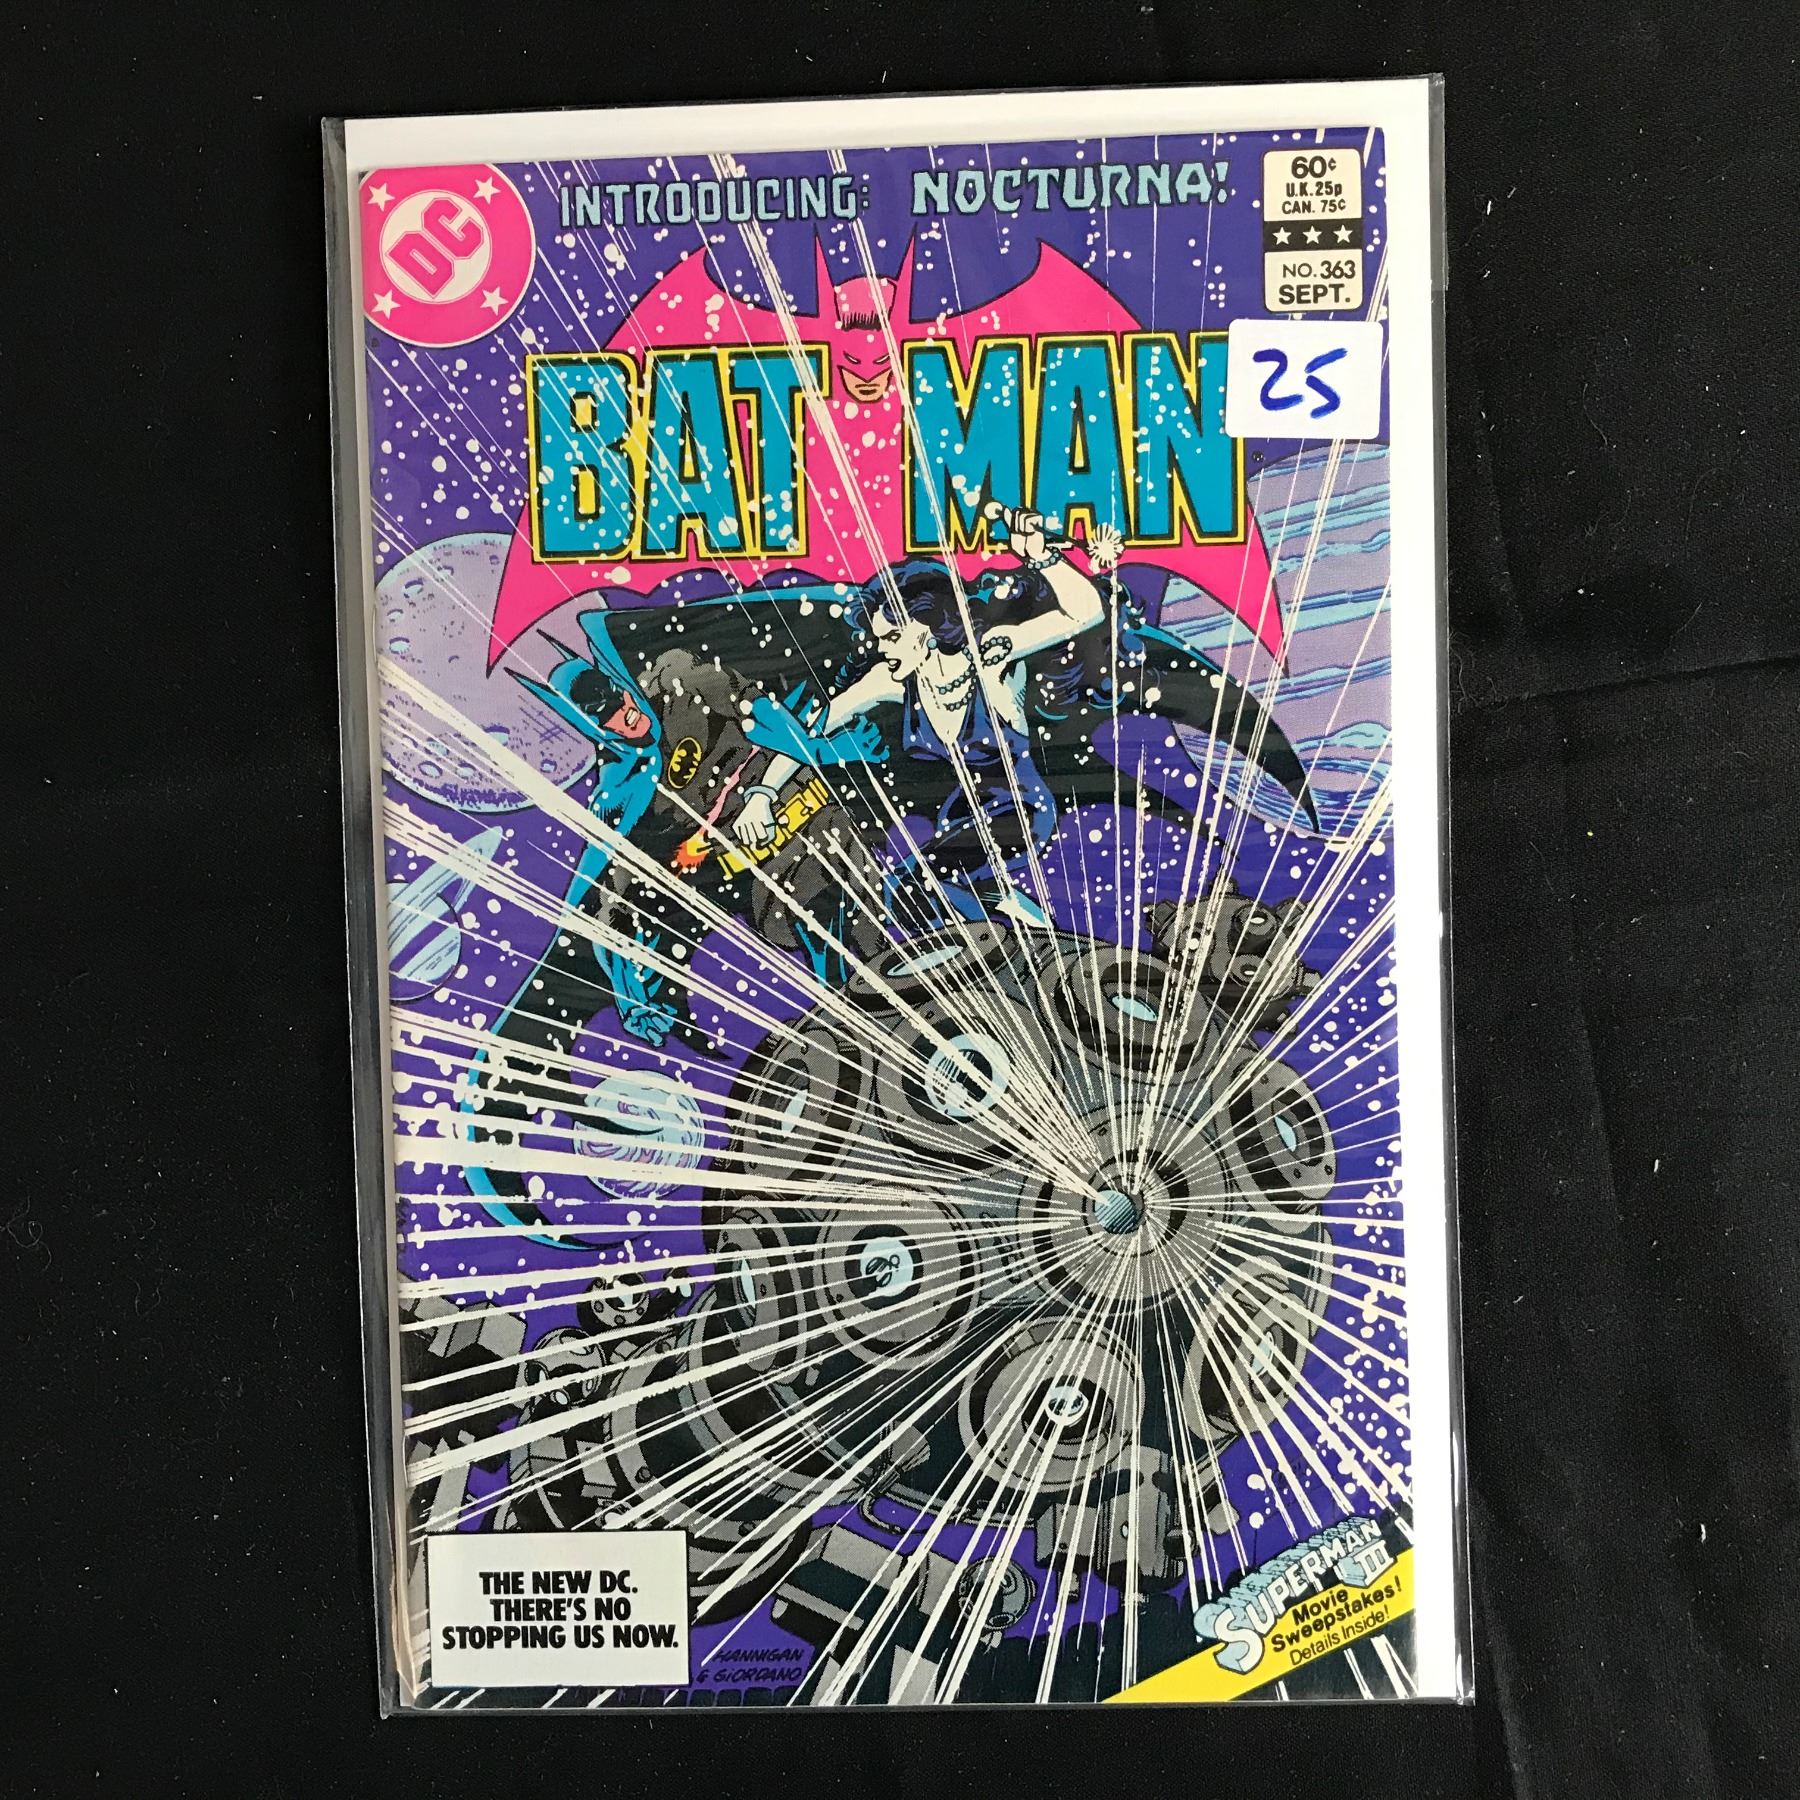 INTRODUCING: NOCTURNA!
60¢
U.K. 25p
CAN. 75¢
DC
NO. 363
SEPT.
BATMAN
25
THE NEW DC.
THERE'S NO
STOPPING US NOW.
HANNIGAN
& GIORDANO
SUPERMAN
III
Movie
Sweepstakes!
Details Inside!